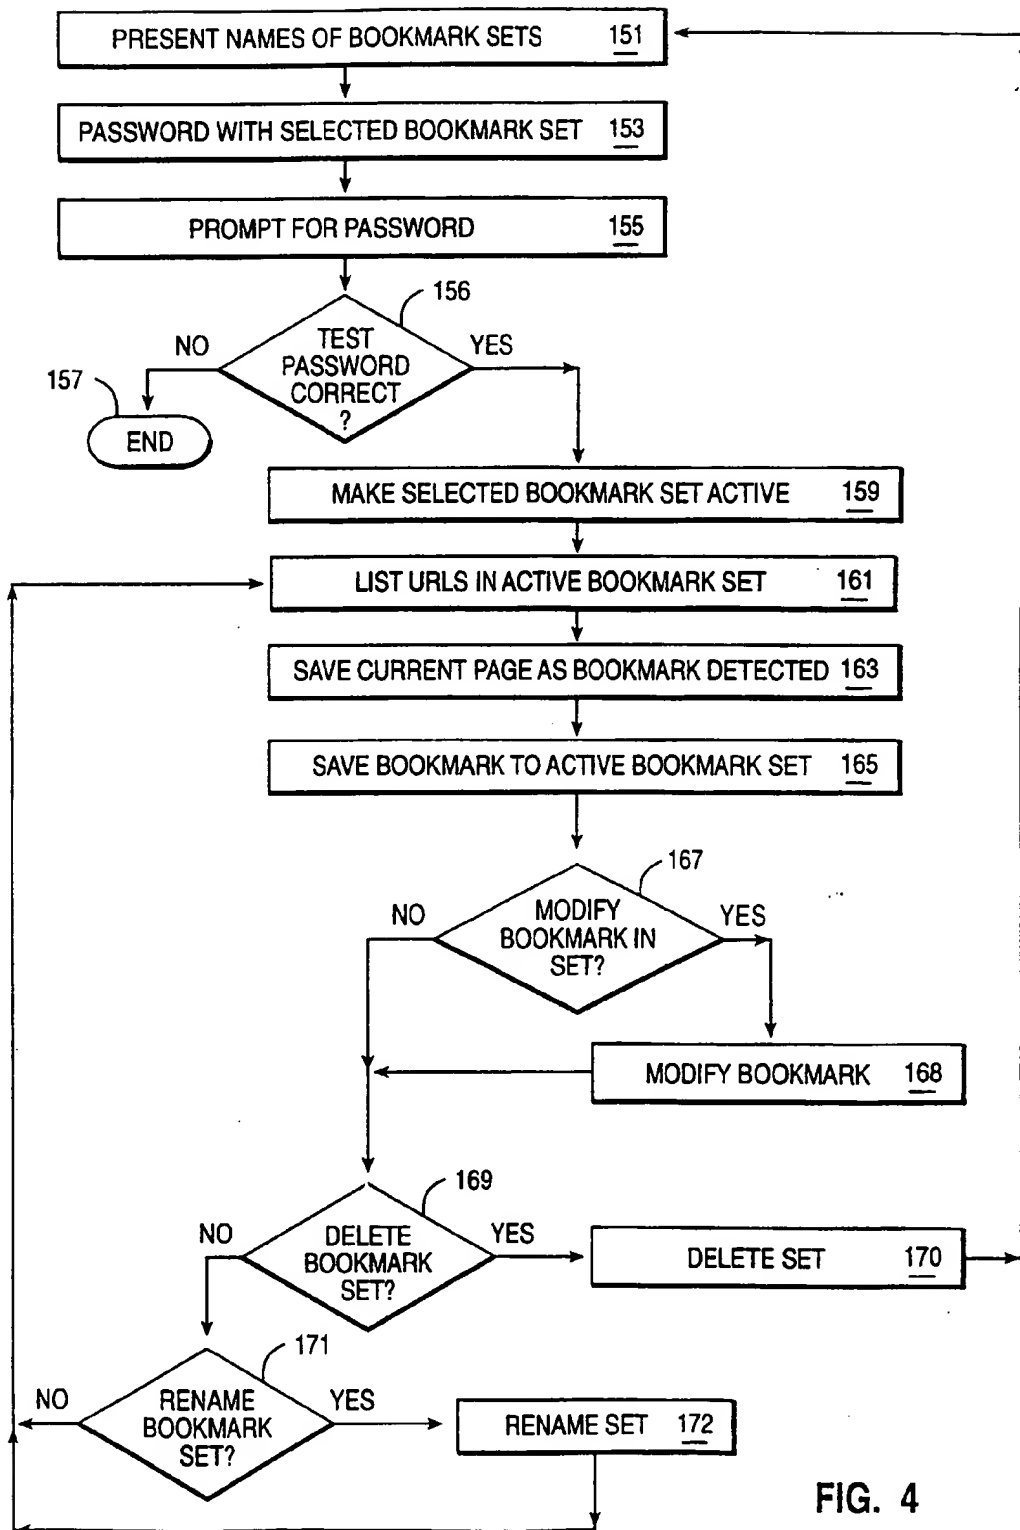 PRESENT NAMES OF BOOKMARK SETS 151
PASSWORD WITH SELECTED BOOKMARK SET 153
PROMPT FOR PASSWORD 155
156
TEST
PASSWORD
CORRECT
?
NO
YES
157
END
MAKE SELECTED BOOKMARK SET ACTIVE 159
LIST URLS IN ACTIVE BOOKMARK SET 161
SAVE CURRENT PAGE AS BOOKMARK DETECTED 163
SAVE BOOKMARK TO ACTIVE BOOKMARK SET 165
167
MODIFY
BOOKMARK IN
SET?
NO
YES
MODIFY BOOKMARK 168
169
DELETE
BOOKMARK
SET?
NO
YES
DELETE SET 170
171
RENAME
BOOKMARK
SET?
NO
YES
RENAME SET 172
FIG. 4